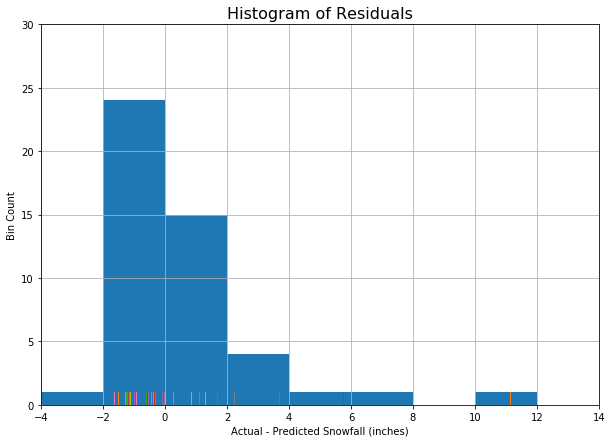 Histogram of Residuals
30
25
20
15
10
5
0
Bin Count
−4 −2 0 2 4 6 8 10 12 14
Actual - Predicted Snowfall (inches)